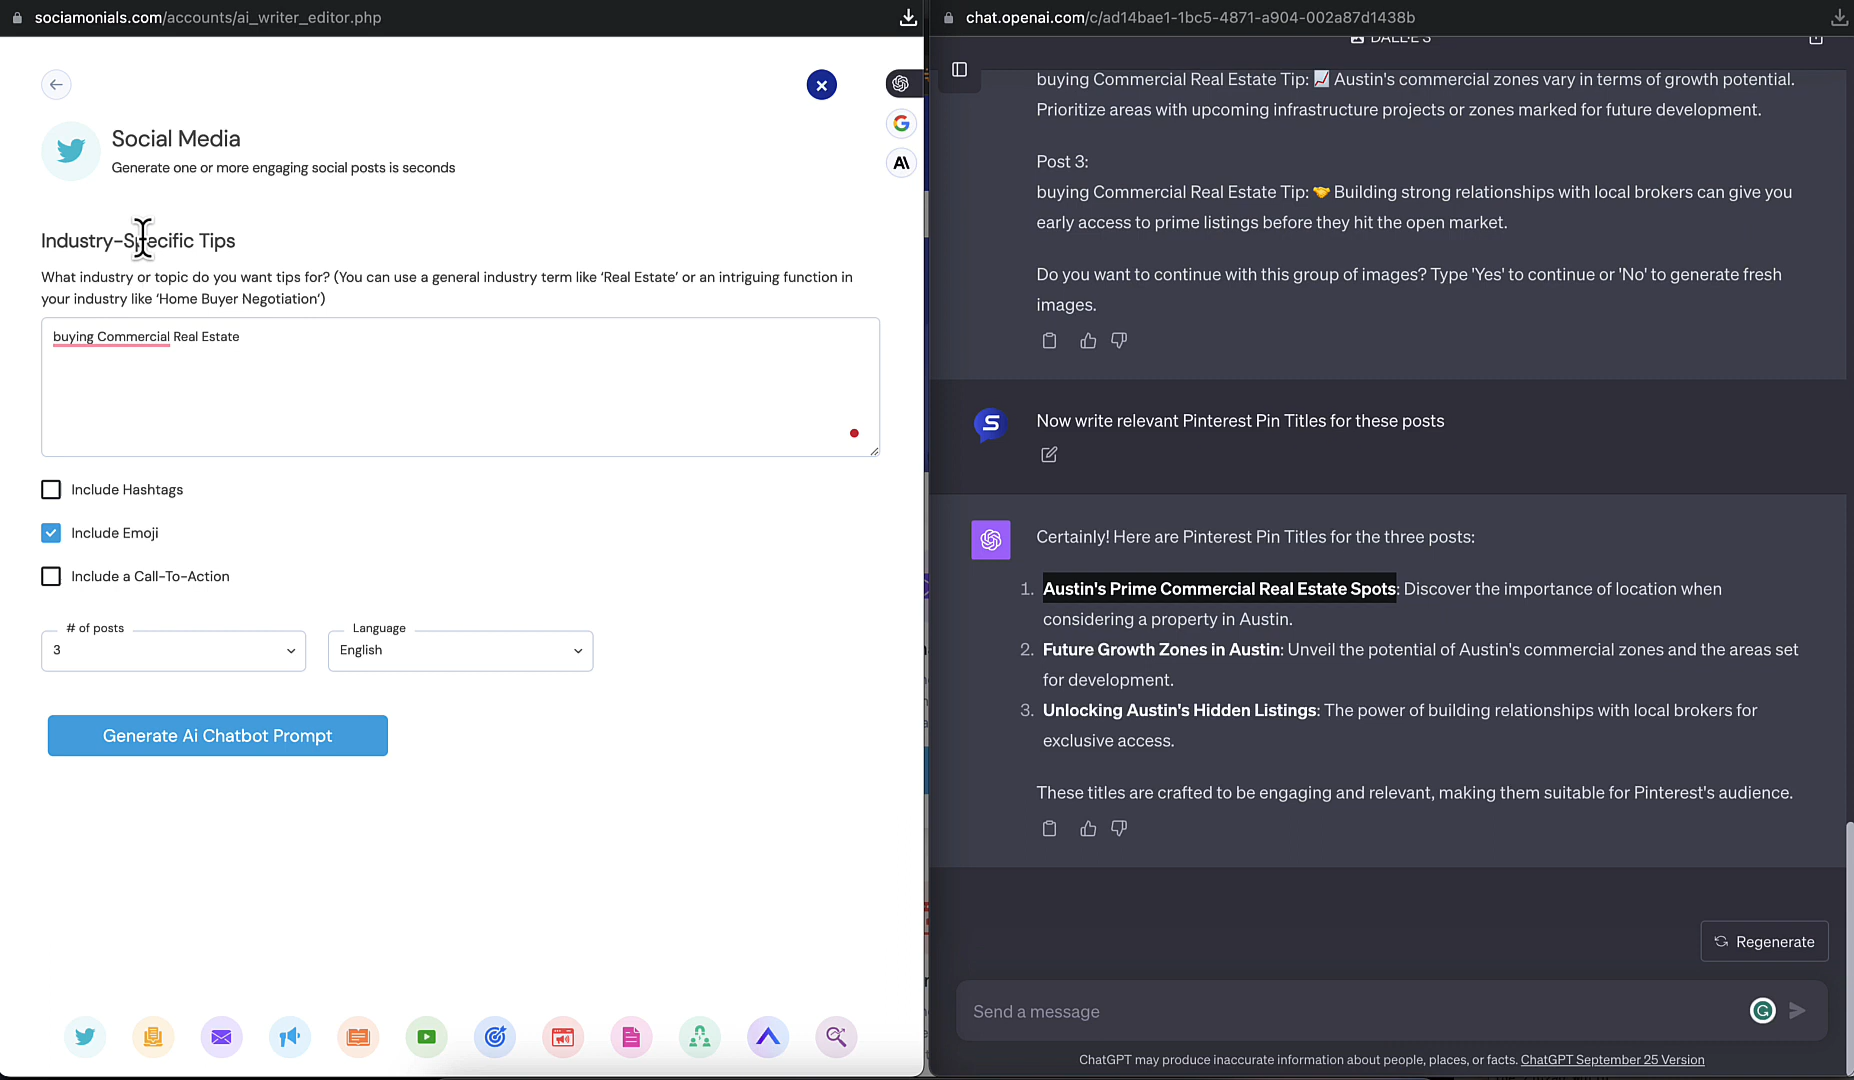 sociamonials.com/accounts/ai_writer_editor.php
Social Media
Generate one or more engaging social posts is seconds
Industry-Specific Tips
What industry or topic do you want tips for? (You can use a general industry term like ‘Real Estate’ or an intriguing function in
your industry like ‘Home Buyer Negotiation’)
buying Commercial Real Estate
Include Hashtags
Include Emoji
Include a Call-To-Action
# of posts
3
Language
English
Generate Ai Chatbot Prompt
chat.openai.com/c/ad14bae1-1bc5-4871-a904-002a87d1438b
DALL·E 3
buying Commercial Real Estate Tip: 📈 Austin's commercial zones vary in terms of growth potential.
Prioritize areas with upcoming infrastructure projects or zones marked for future development.
Post 3:
buying Commercial Real Estate Tip: 🤝 Building strong relationships with local brokers can give you
early access to prime listings before they hit the open market.
Do you want to continue with this group of images? Type 'Yes' to continue or 'No' to generate fresh
images.
Now write relevant Pinterest Pin Titles for these posts
Certainly! Here are Pinterest Pin Titles for the three posts:
1. Austin's Prime Commercial Real Estate Spots: Discover the importance of location when
considering a property in Austin.
2. Future Growth Zones in Austin: Unveil the potential of Austin's commercial zones and the areas set
for development.
3. Unlocking Austin's Hidden Listings: The power of building relationships with local brokers for
exclusive access.
These titles are crafted to be engaging and relevant, making them suitable for Pinterest's audience.
Regenerate
Send a message
ChatGPT may produce inaccurate information about people, places, or facts. ChatGPT September 25 Version